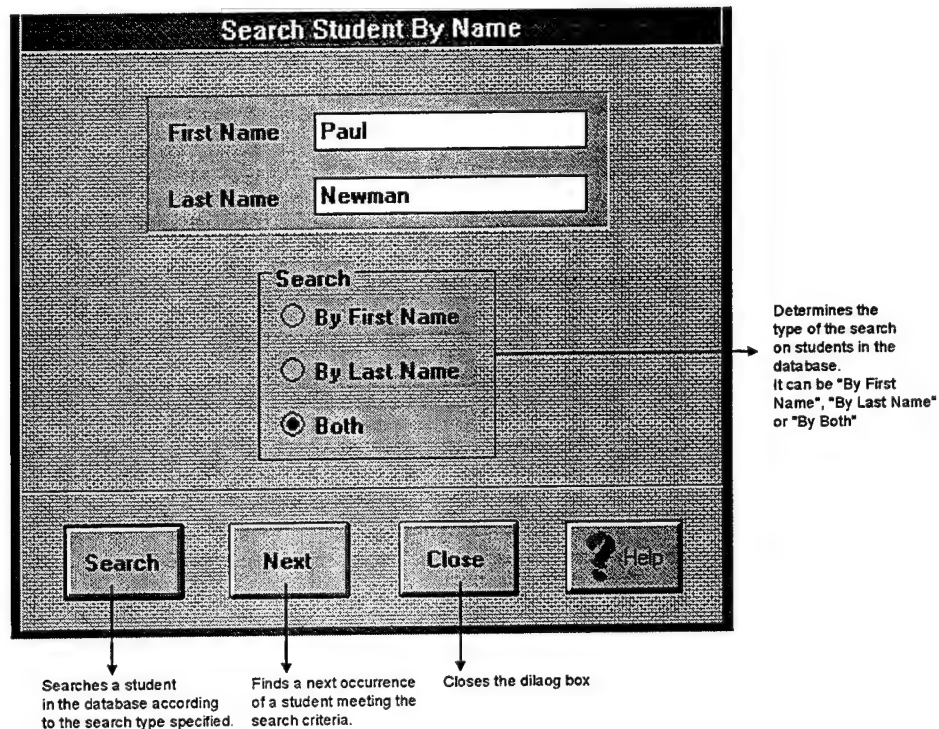 Search Student By Name
First Name
Paul
Last Name
Newman
Search
By First Name
By Last Name
Both
Determines the
type of the search
on students in the
database.
It can be "By First
Name", "By Last Name"
or "By Both"
Search
Next
Close
? Help
Searches a student
in the database according
to the search type specified.
Finds a next occurrence
of a student meeting the
search criteria.
Closes the dilaog box